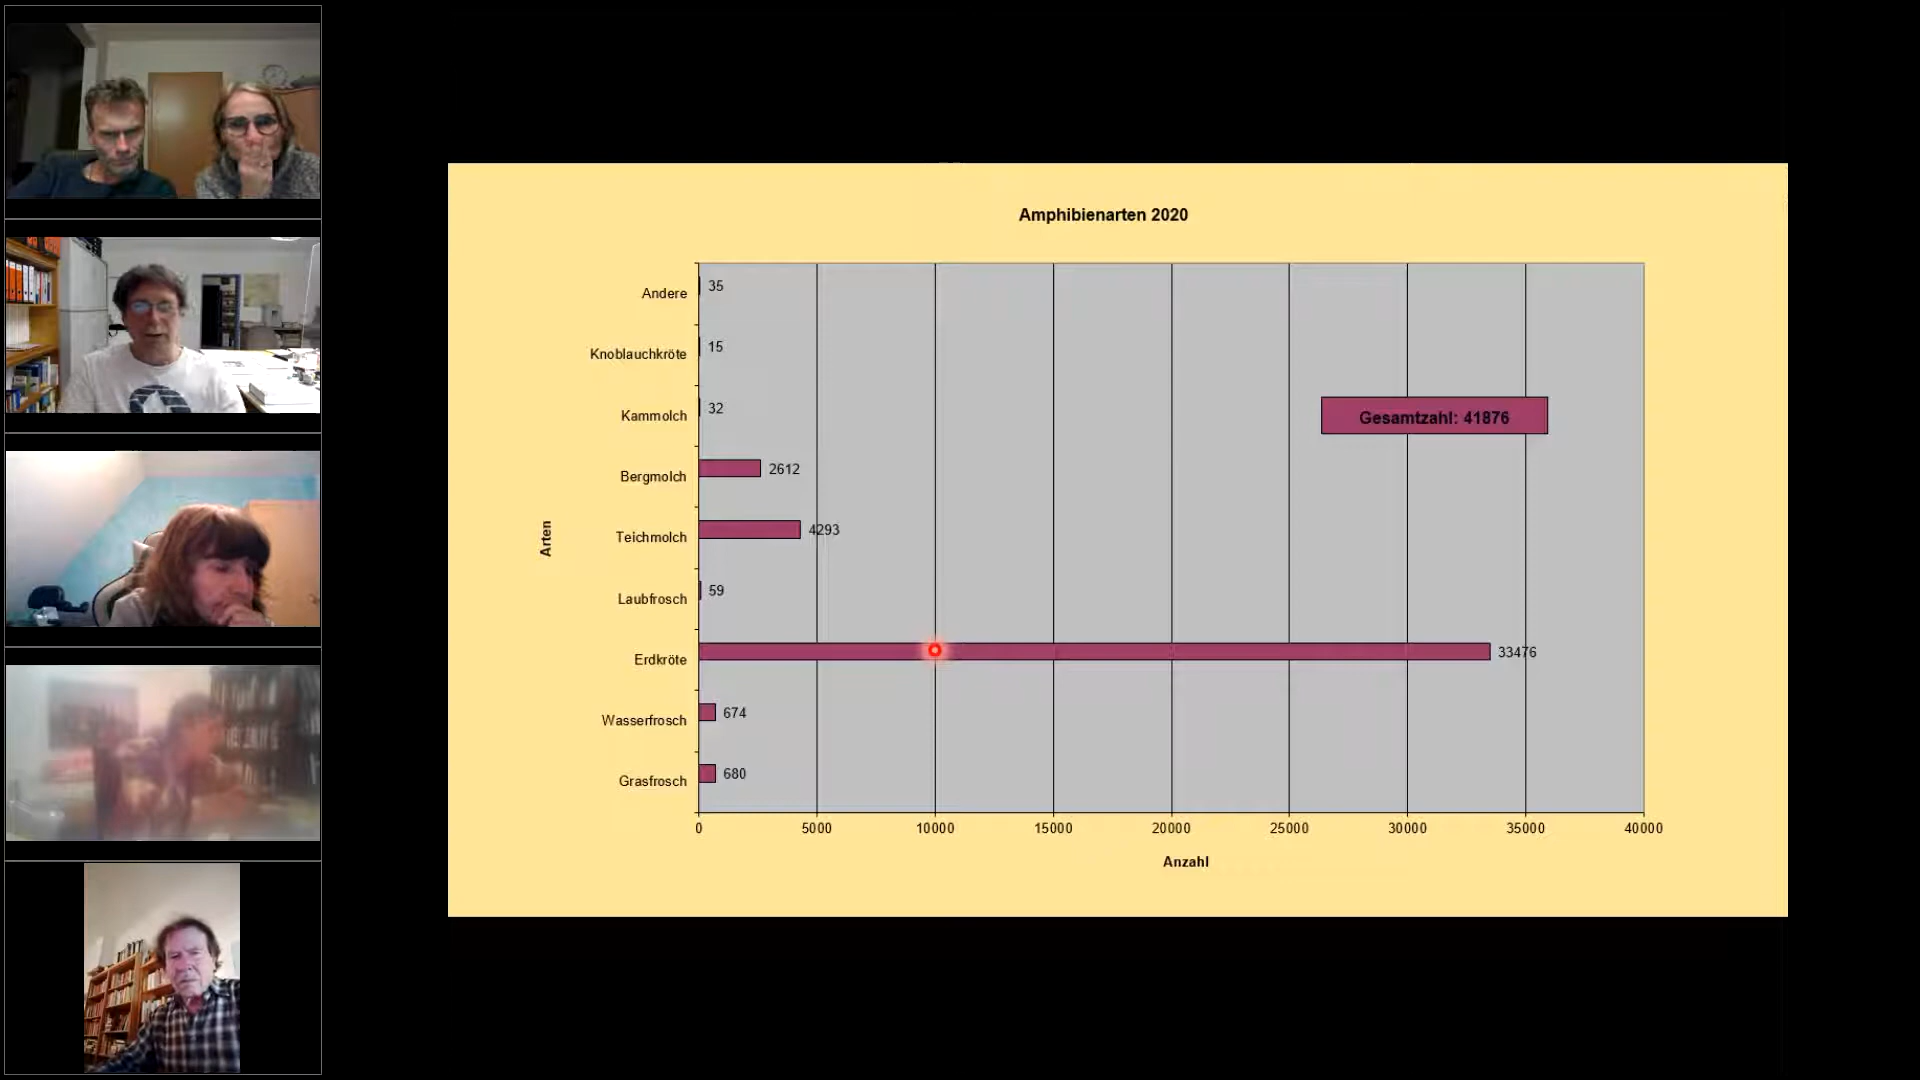 Amphibienarten 2020
Andere 35
Knoblauchkröte 15
Kammolch 32
Gesamtzahl: 41876
Bergmolch 2612
Teichmolch 4293
Arten
Laubfrosch 59
Erdkröte 33476
Wasserfrosch 674
Grasfrosch 680
0 5000 10000 15000 20000 25000 30000 35000 40000
Anzahl